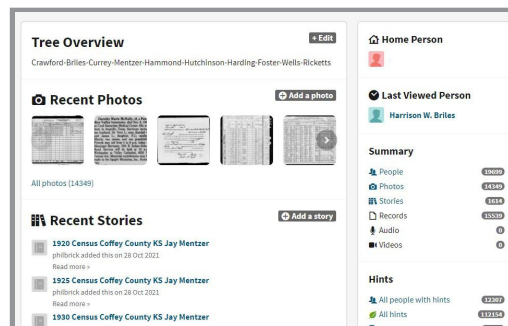 Tree Overview
+ Edit
Crawford-Briles-Currey-Mentzer-Hammond-Hutchinson-Harding-Foster-Wells-Ricketts
Recent Photos
Add a photo
All photos (14349)
Recent Stories
Add a story
1920 Census Coffey County KS Jay Mentzer
philbrick added this on 28 Oct 2021
Read more »
1925 Census Coffey County KS Jay Mentzer
philbrick added this on 28 Oct 2021
Read more »
1930 Census Coffey County KS Jay Mentzer
Home Person
Last Viewed Person
Harrison W. Briles
Summary
People 19699
Photos 14349
Stories 1614
Records 15539
Audio 0
Videos 0
Hints
All people with hints 12307
All hints 112154